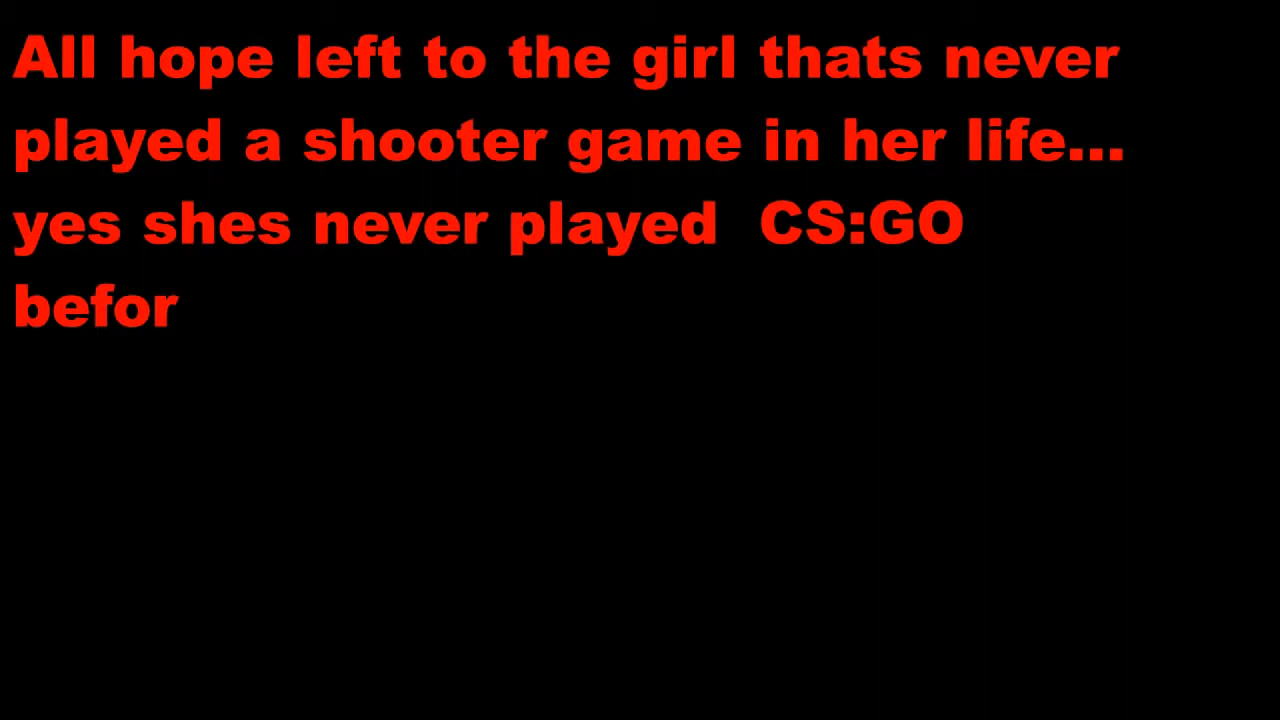 All hope left to the girl thats never
played a shooter game in her life...
yes shes never played  CS:GO
befor